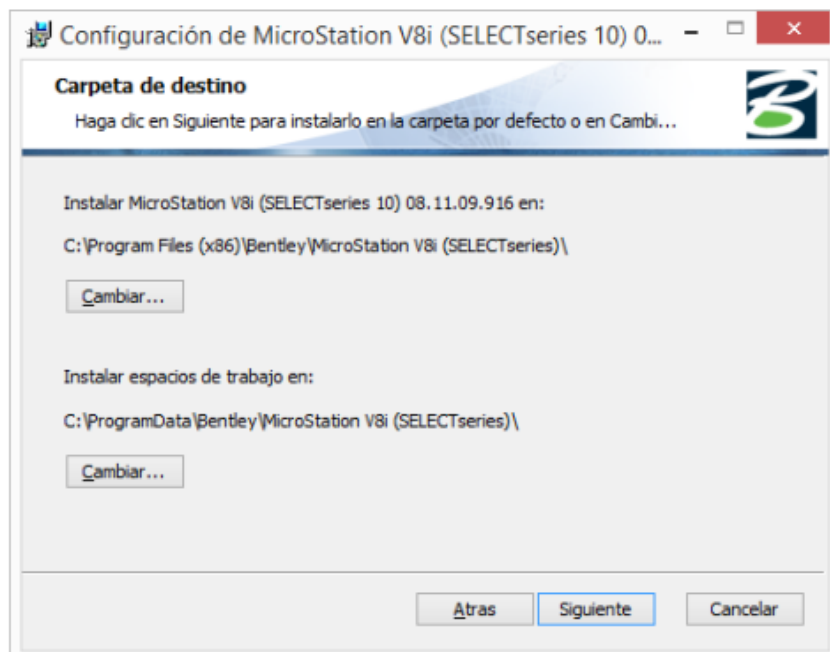 Configuración de MicroStation V8i (SELECTseries 10) 0...
Carpeta de destino
Haga clic en Siguiente para instalarlo en la carpeta por defecto o en Cambi...
Instalar MicroStation V8i (SELECTseries 10) 08.11.09.916 en:
C:\Program Files (x86)\Bentley\MicroStation V8i (SELECTseries)\
Cambiar...
Instalar espacios de trabajo en:
C:\ProgramData\Bentley\MicroStation V8i (SELECTseries)\
Cambiar...
Atras Siguiente Cancelar